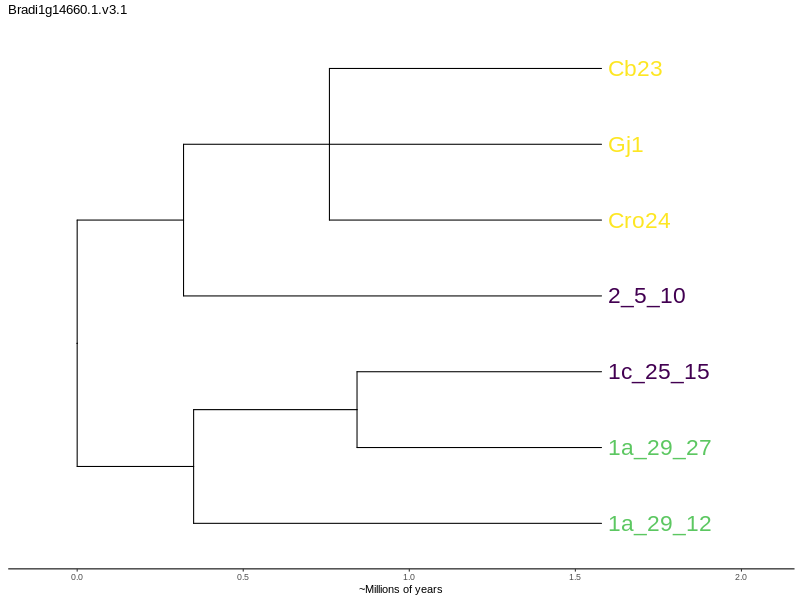 Bradi1g14660.1.v3.1
Cb23
Gj1
Cro24
2_5_10
1c_25_15
1a_29_27
1a_29_12
0.0 0.5 1.0 1.5 2.0
~Millions of years